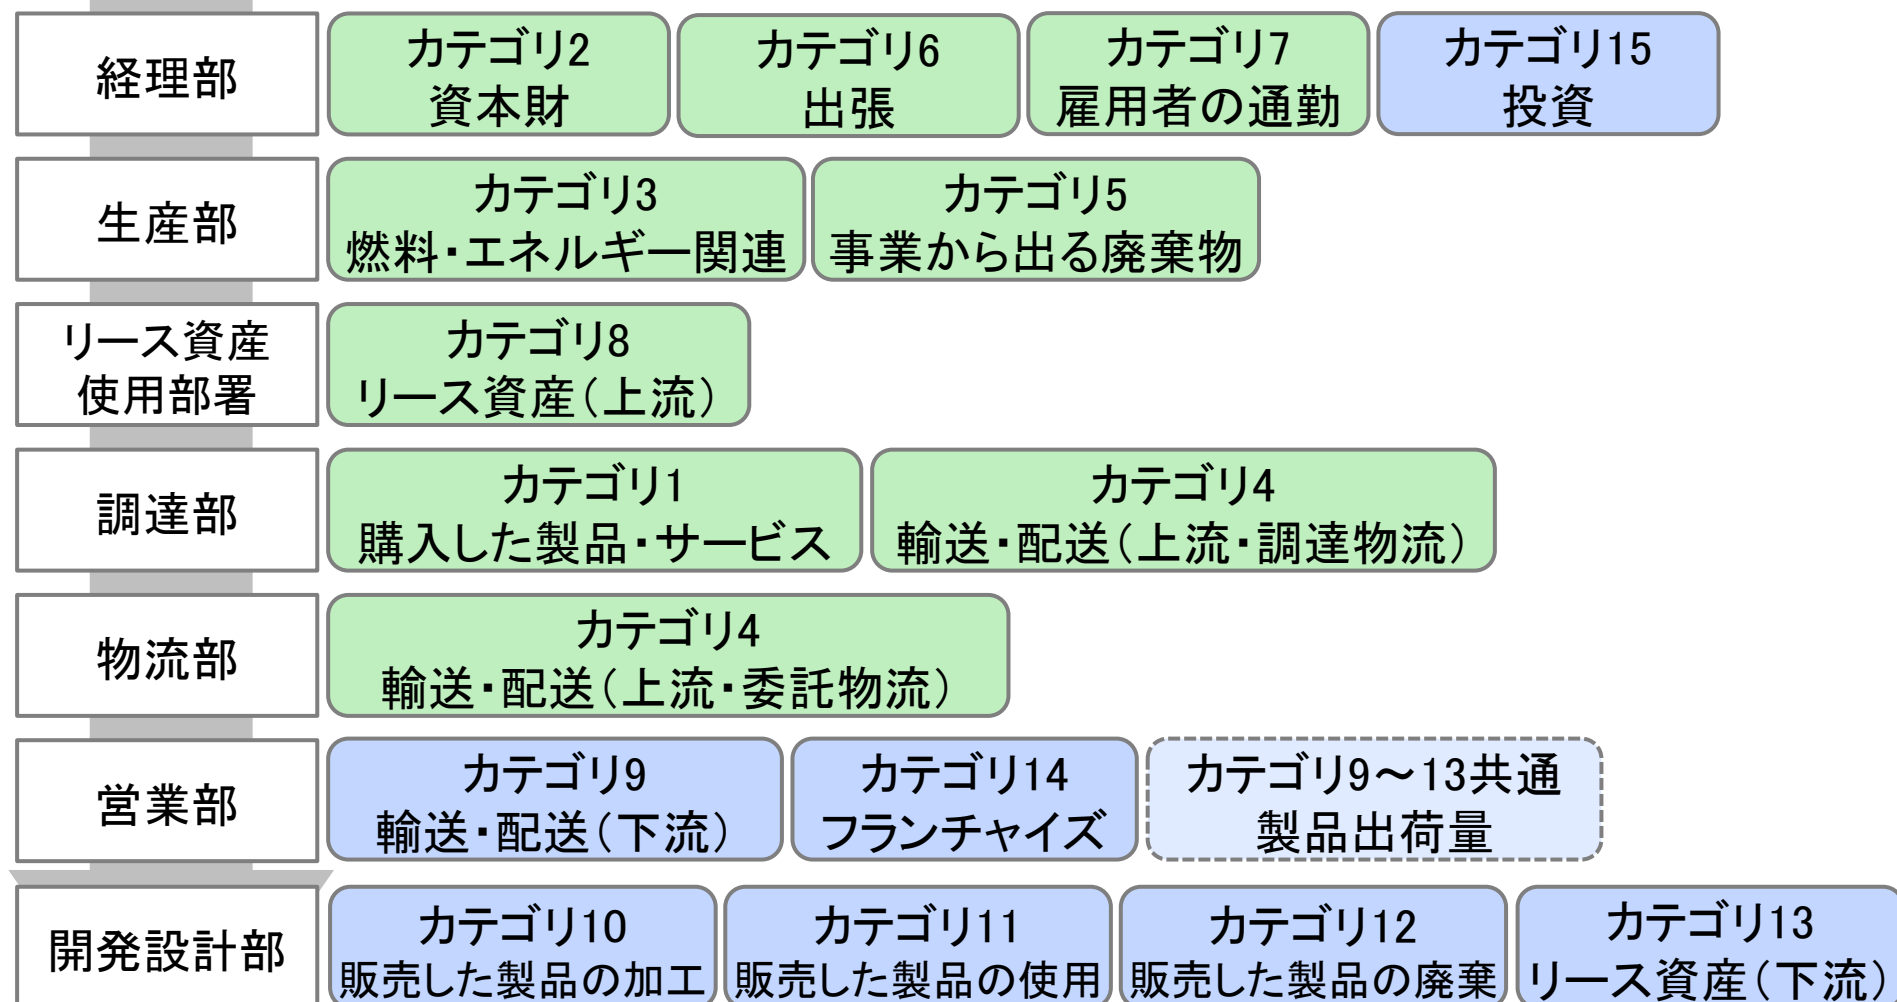 経理部
カテゴリ2
資本財
カテゴリ6
出張
カテゴリ7
雇用者の通勤
カテゴリ15
投資
生産部
カテゴリ3
燃料・エネルギー関連
カテゴリ5
事業から出る廃棄物
リース資産
使用部署
カテゴリ8
リース資産（上流）
調達部
カテゴリ1
購入した製品・サービス
カテゴリ4
輸送・配送（上流・調達物流）
物流部
カテゴリ4
輸送・配送（上流・委託物流）
営業部
カテゴリ9
輸送・配送（下流）
カテゴリ14
フランチャイズ
カテゴリ9～13共通
製品出荷量
開発設計部
カテゴリ10
販売した製品の加工
カテゴリ11
販売した製品の使用
カテゴリ12
販売した製品の廃棄
カテゴリ13
リース資産（下流）